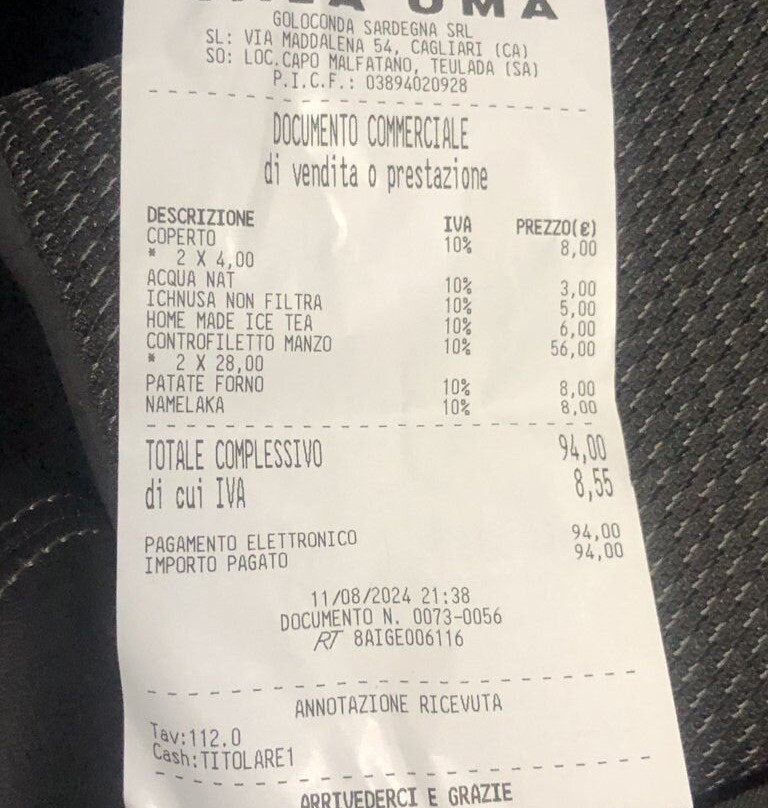 UMA
GOLOCONDA SARDEGNA SRL
SL: VIA MADDALENA 54, CAGLIARI (CA)
SO: LOC.CAPO MALFATANO, TEULADA (SA)
P.I.C.F.: 03894020928
DOCUMENTO COMMERCIALE
di vendita o prestazione
DESCRIZIONE IVA PREZZO(€)
COPERTO 10% 8,00
* 2 X 4,00
ACQUA NAT 10% 3,00
ICHNUSA NON FILTRA 10% 5,00
HOME MADE ICE TEA 10% 6,00
CONTROFILETTO MANZO 10% 56,00
* 2 X 28,00
PATATE FORNO 10% 8,00
NAMELAKA 10% 8,00
TOTALE COMPLESSIVO 94,00
di cui IVA 8,55
PAGAMENTO ELETTRONICO 94,00
IMPORTO PAGATO 94,00
11/08/2024 21:38
DOCUMENTO N. 0073-0056
RT 8AIGE006116
ANNOTAZIONE RICEVUTA
Tav:112.0
Cash:TITOLARE1
ARRIVEDERCI E GRAZIE